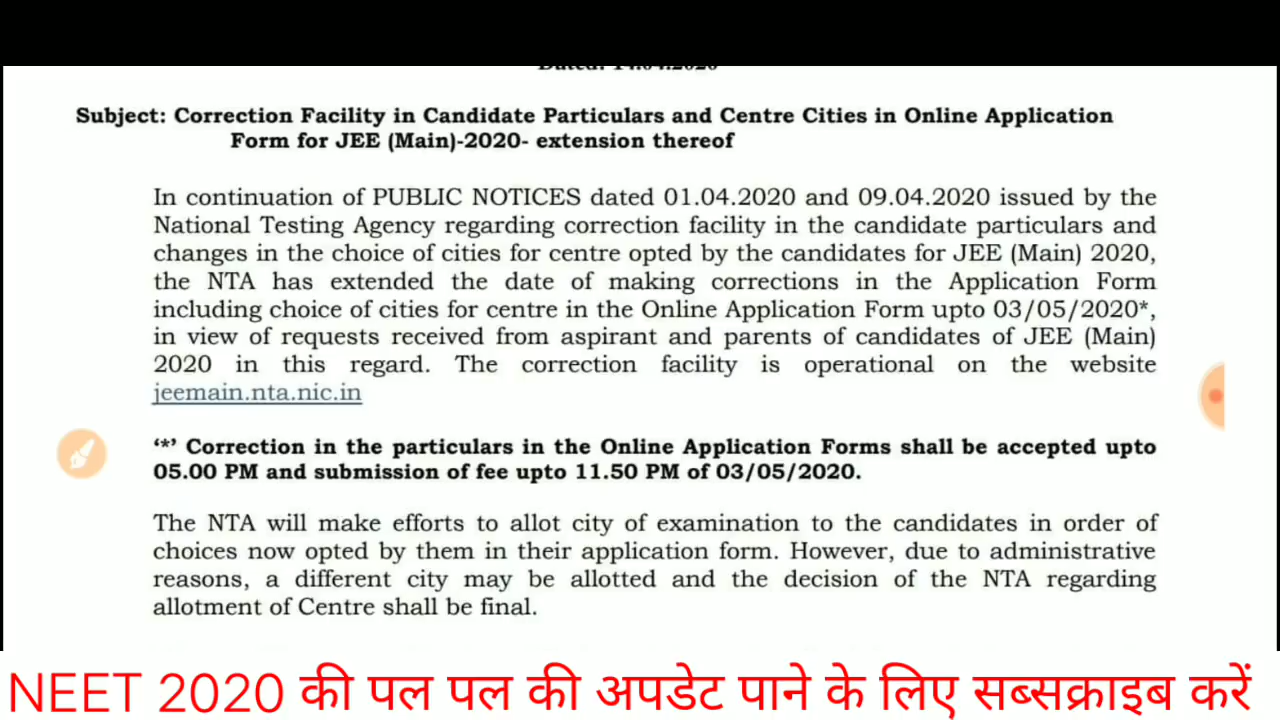 Dated: 14.04.2020
Subject: Correction Facility in Candidate Particulars and Centre Cities in Online Application
Form for JEE (Main)-2020- extension thereof
In continuation of PUBLIC NOTICES dated 01.04.2020 and 09.04.2020 issued by the
National Testing Agency regarding correction facility in the candidate particulars and
changes in the choice of cities for centre opted by the candidates for JEE (Main) 2020,
the NTA has extended the date of making corrections in the Application Form
including choice of cities for centre in the Online Application Form upto 03/05/2020*,
in view of requests received from aspirant and parents of candidates of JEE (Main)
2020 in this regard. The correction facility is operational on the website
jeemain.nta.nic.in
‘*’ Correction in the particulars in the Online Application Forms shall be accepted upto
05.00 PM and submission of fee upto 11.50 PM of 03/05/2020.
The NTA will make efforts to allot city of examination to the candidates in order of
choices now opted by them in their application form. However, due to administrative
reasons, a different city may be allotted and the decision of the NTA regarding
allotment of Centre shall be final.
NEET 2020 की पल पल की अपडेट पाने के लिए सब्सक्राइब करें